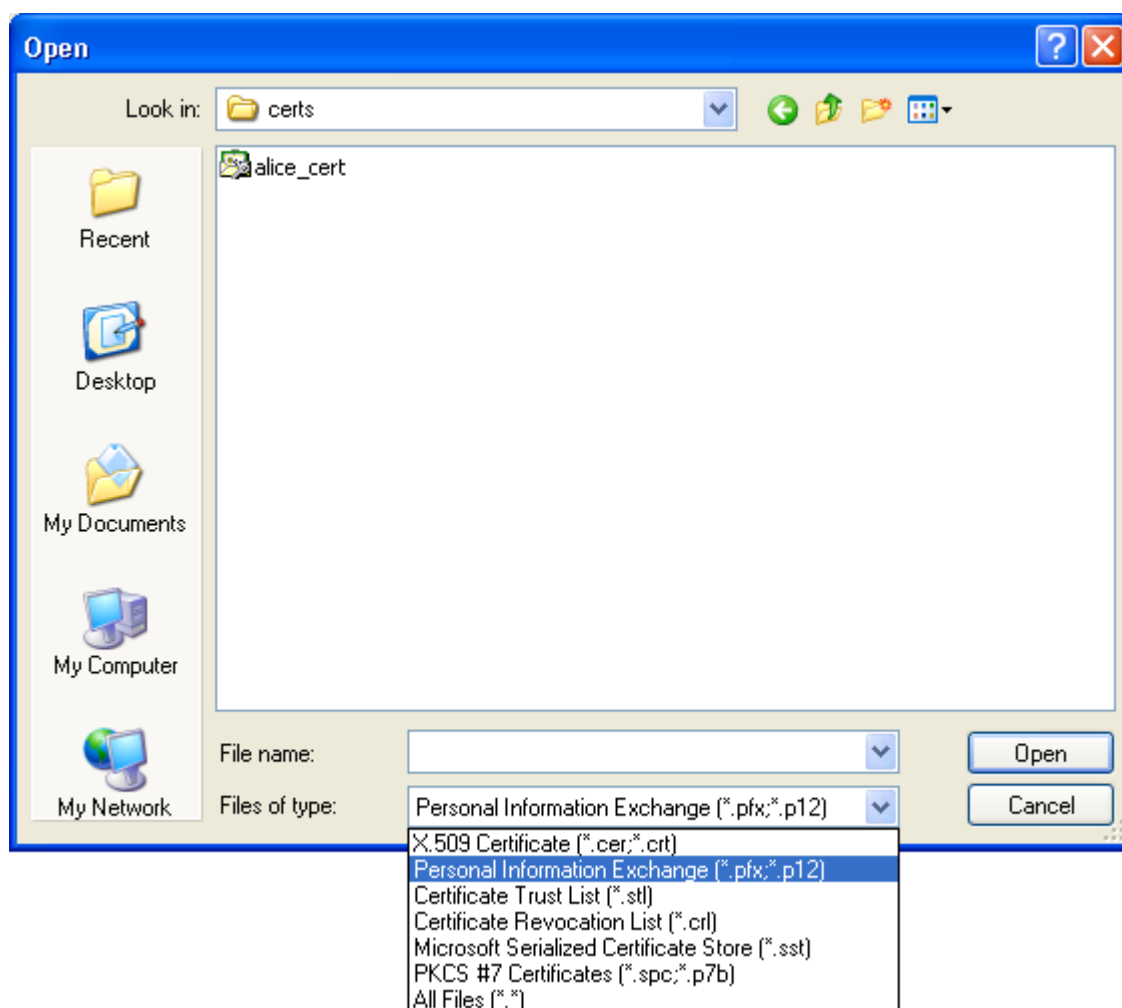 Open
Look in:
certs
alice_cert
Recent
Desktop
My Documents
My Computer
My Network
File name:
Open
Files of type:
Personal Information Exchange (*.pfx;*.p12)
Cancel
X.509 Certificate (*.cer;*.crt)
Personal Information Exchange (*.pfx;*.p12)
Certificate Trust List (*.stl)
Certificate Revocation List (*.crl)
Microsoft Serialized Certificate Store (*.sst)
PKCS #7 Certificates (*.spc;*.p7b)
All Files (*.*)